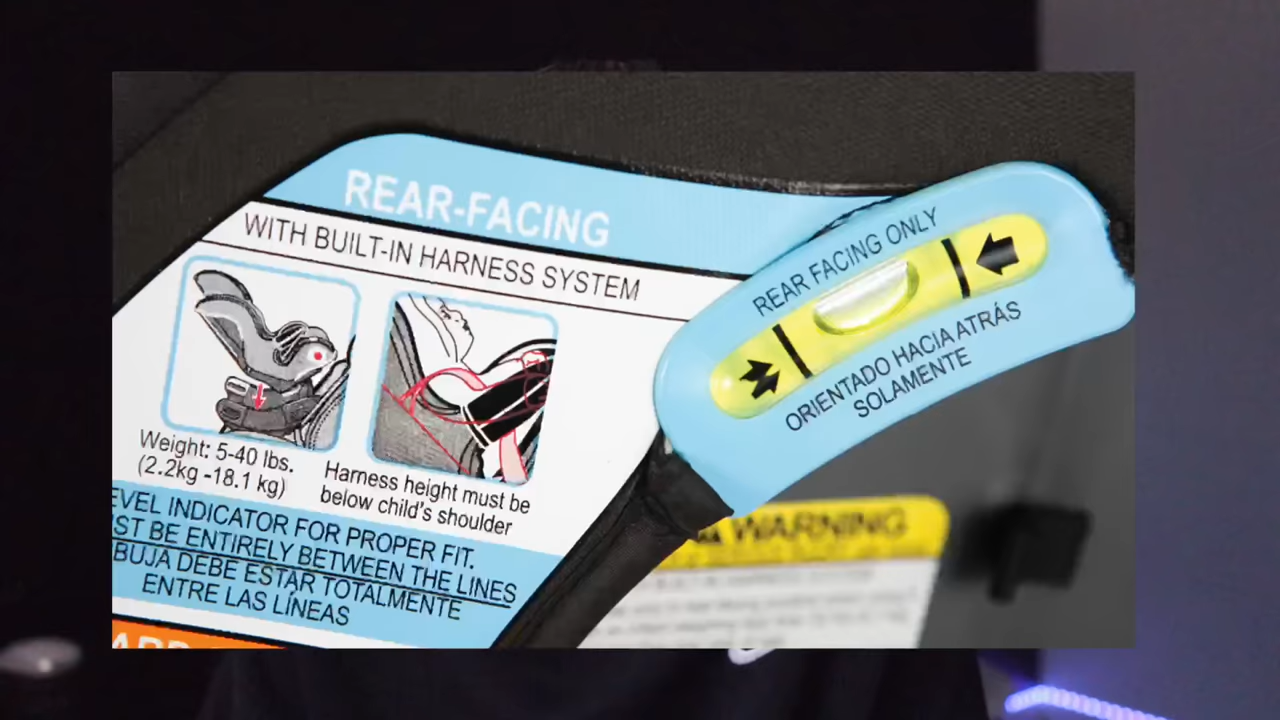 REAR-FACING
WITH BUILT-IN HARNESS SYSTEM
Weight: 5-40 lbs.
(2.2kg -18.1 kg)
Harness height must be
below child's shoulder
EVEL INDICATOR FOR PROPER FIT.
ST BE ENTIRELY BETWEEN THE LINES
BUJA DEBE ESTAR TOTALMENTE
ENTRE LAS LÍNEAS
REAR FACING ONLY
ORIENTADO HACIA ATRÁS
SOLAMENTE
WARNING